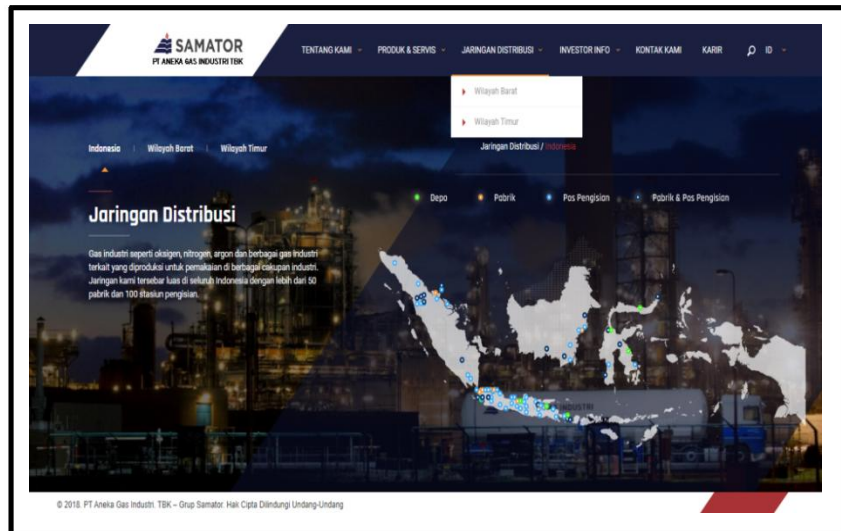 SAMATOR
PT ANEKA GAS INDUSTRI TBK
TENTANG KAMI
PRODUK & SERVIS
JARINGAN DISTRIBUSI
INVESTOR INFO
KONTAK KAMI
KARIR
ID
Wilayah Barat
Wilayah Timur
Indonesia | Wilayah Barat | Wilayah Timur
Jaringan Distribusi / Indonesia
Depo
Pabrik
Pos Pengisian
Pabrik & Pos Pengisian
Jaringan Distribusi
Gas industri seperti oksigen, nitrogen, argon dan berbagai gas industri
terkait yang diproduksi untuk pemakaian di berbagai cakupan industri.
Jaringan kami tersebar luas di seluruh Indonesia dengan lebih dari 50
pabrik dan 100 stasiun pengisian.
© 2018. PT Aneka Gas Industri. TBK – Grup Samator. Hak Cipta Dilindungi Undang-Undang